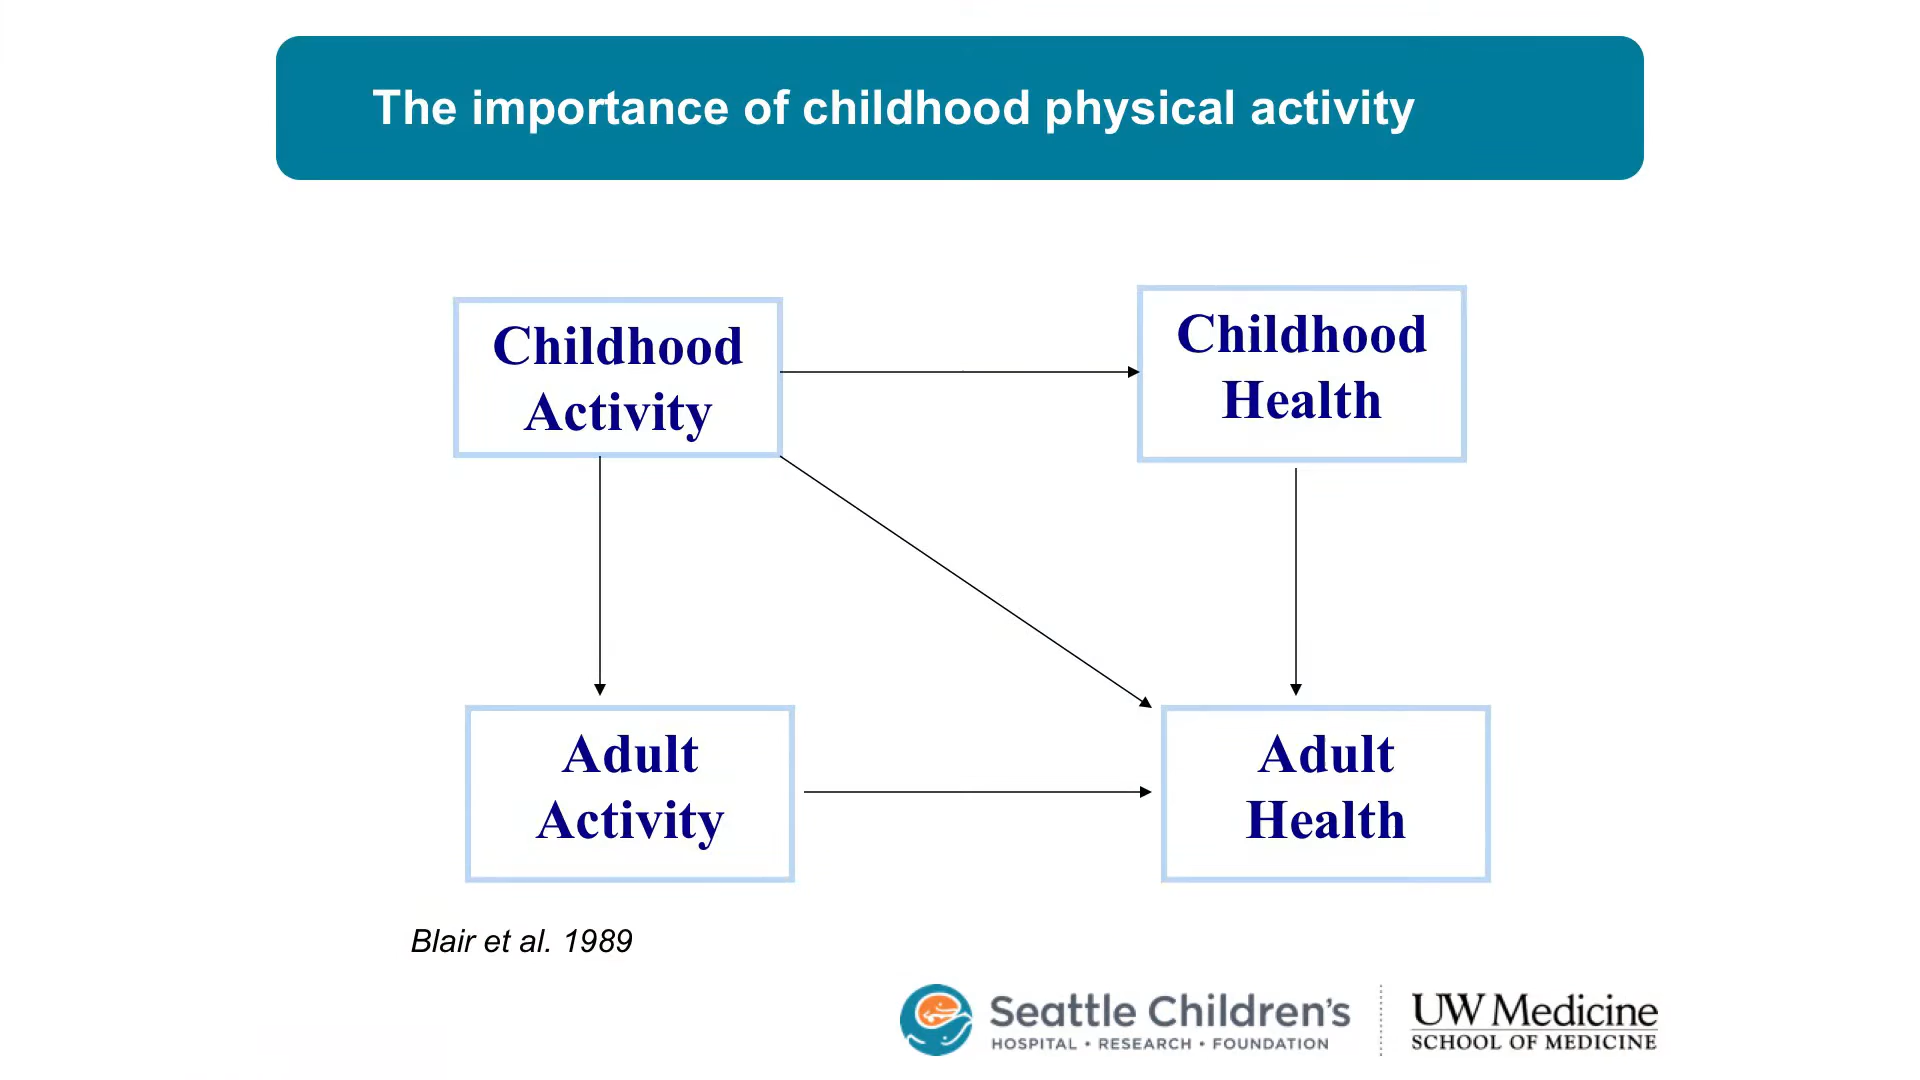 The importance of childhood physical activity
Childhood
Activity
Childhood
Health
Adult
Activity
Adult
Health
Blair et al. 1989
Seattle Children's
HOSPITAL • RESEARCH • FOUNDATION
UW Medicine
SCHOOL OF MEDICINE